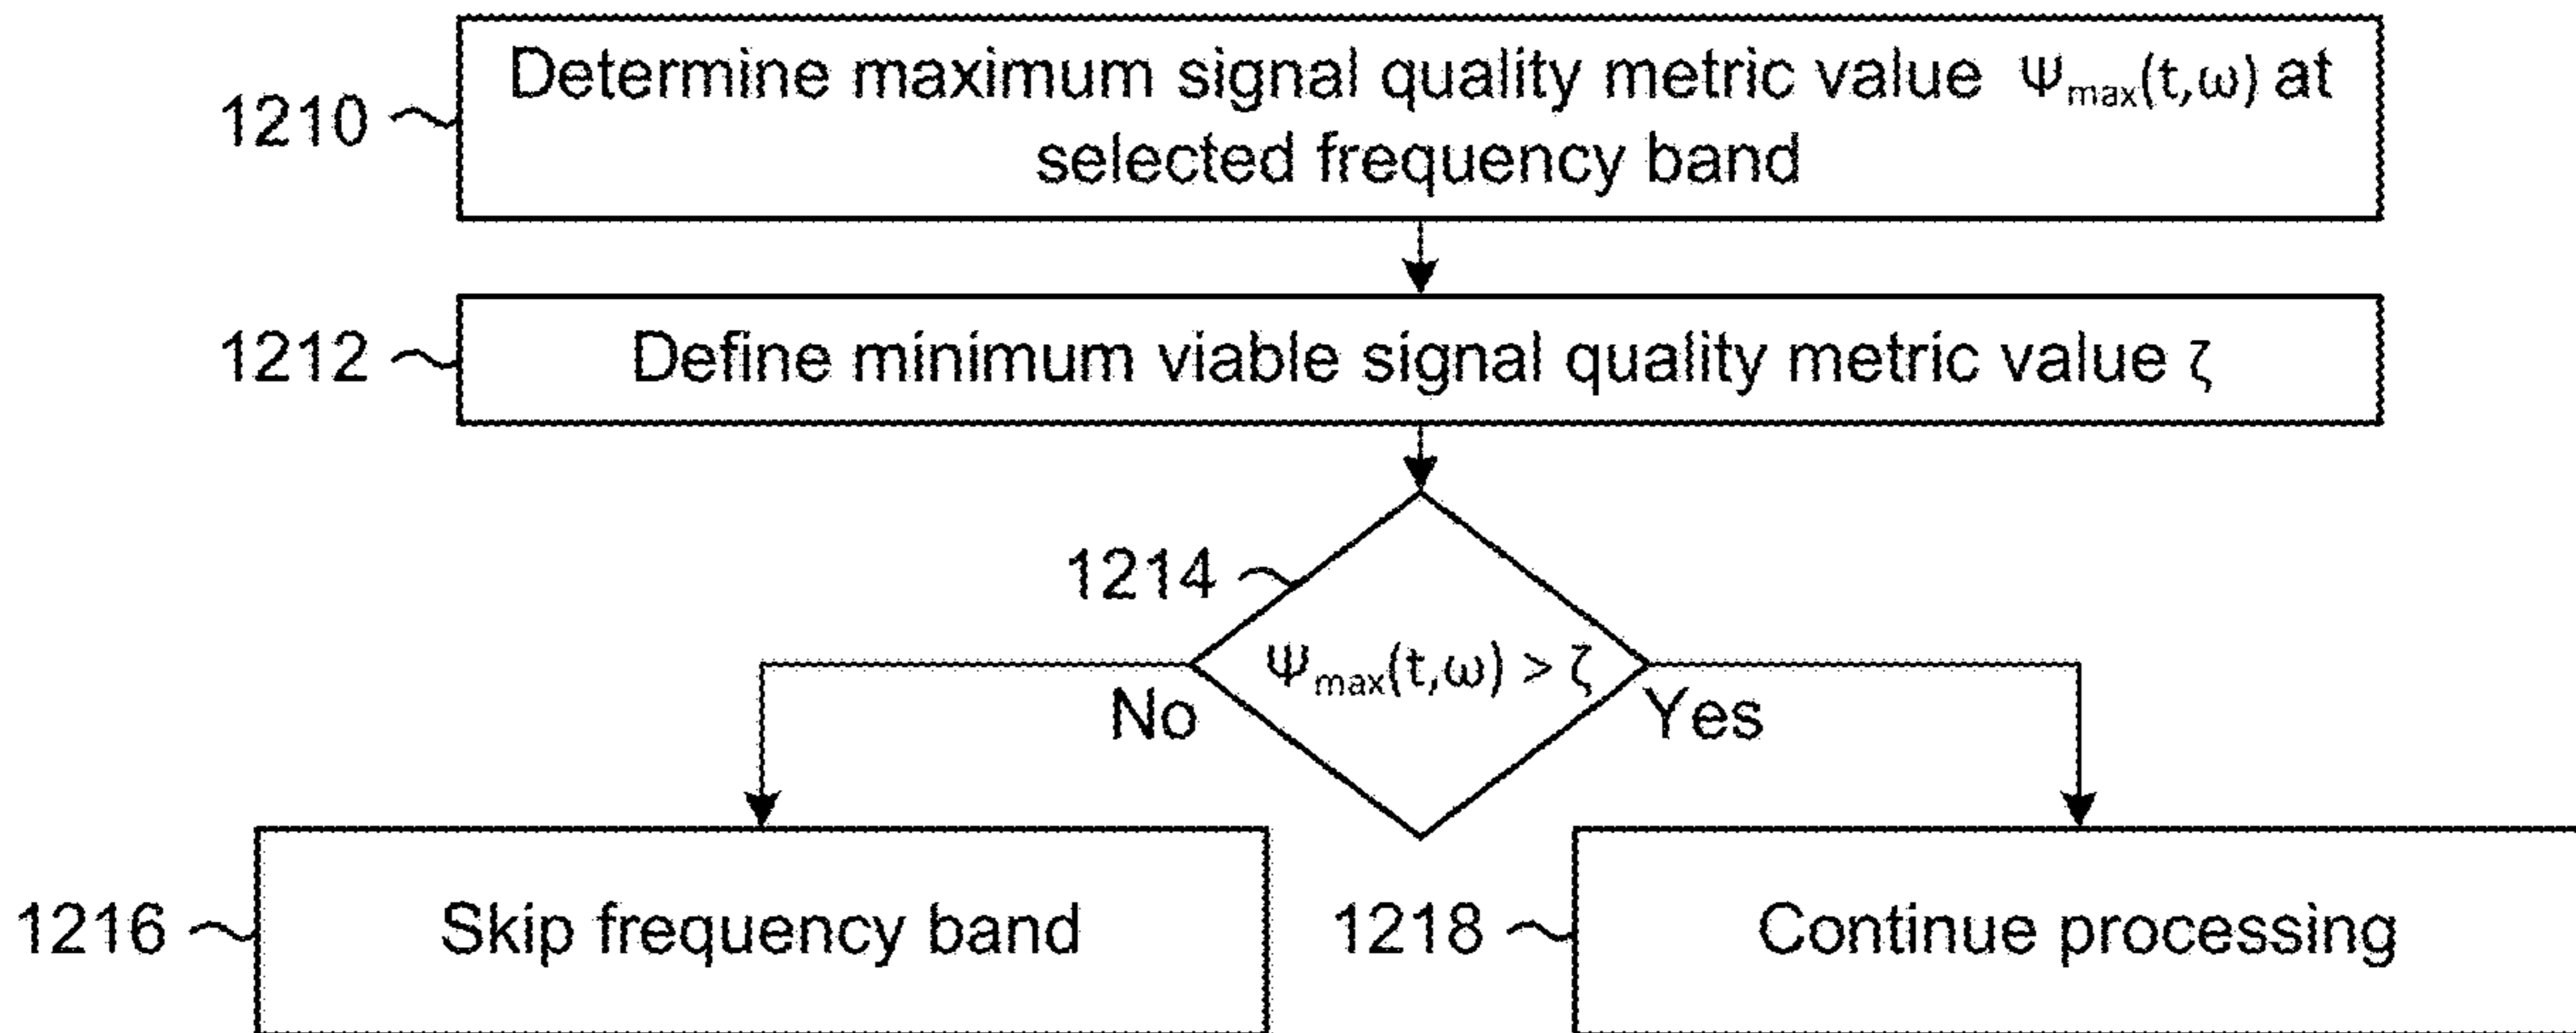 1210
Determine maximum signal quality metric value Ψmax(t,ω) at
selected frequency band
1212
Define minimum viable signal quality metric value ζ
1214
Ψmax(t,ω) > ζ
No
Yes
1216
Skip frequency band
1218
Continue processing